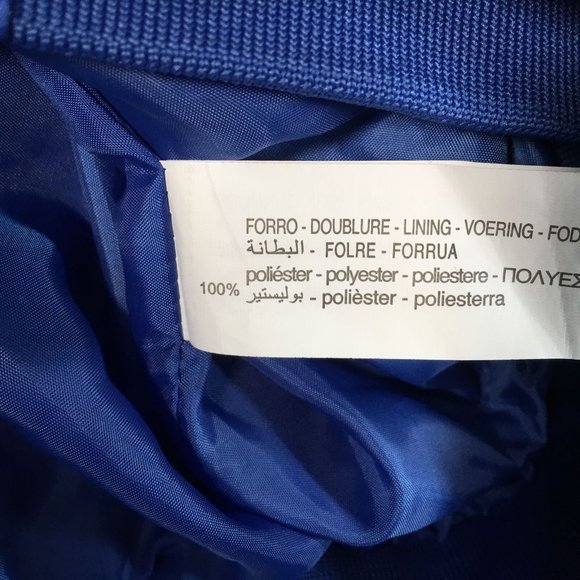 FORRO - DOUBLURE - LINING - VOERING - FOD
البطانة - FOLRE - FORRUA
poliéster - polyester - poliestere - ΠΟΛΥΕΣ
100% بوليستير - polièster - poliesterra